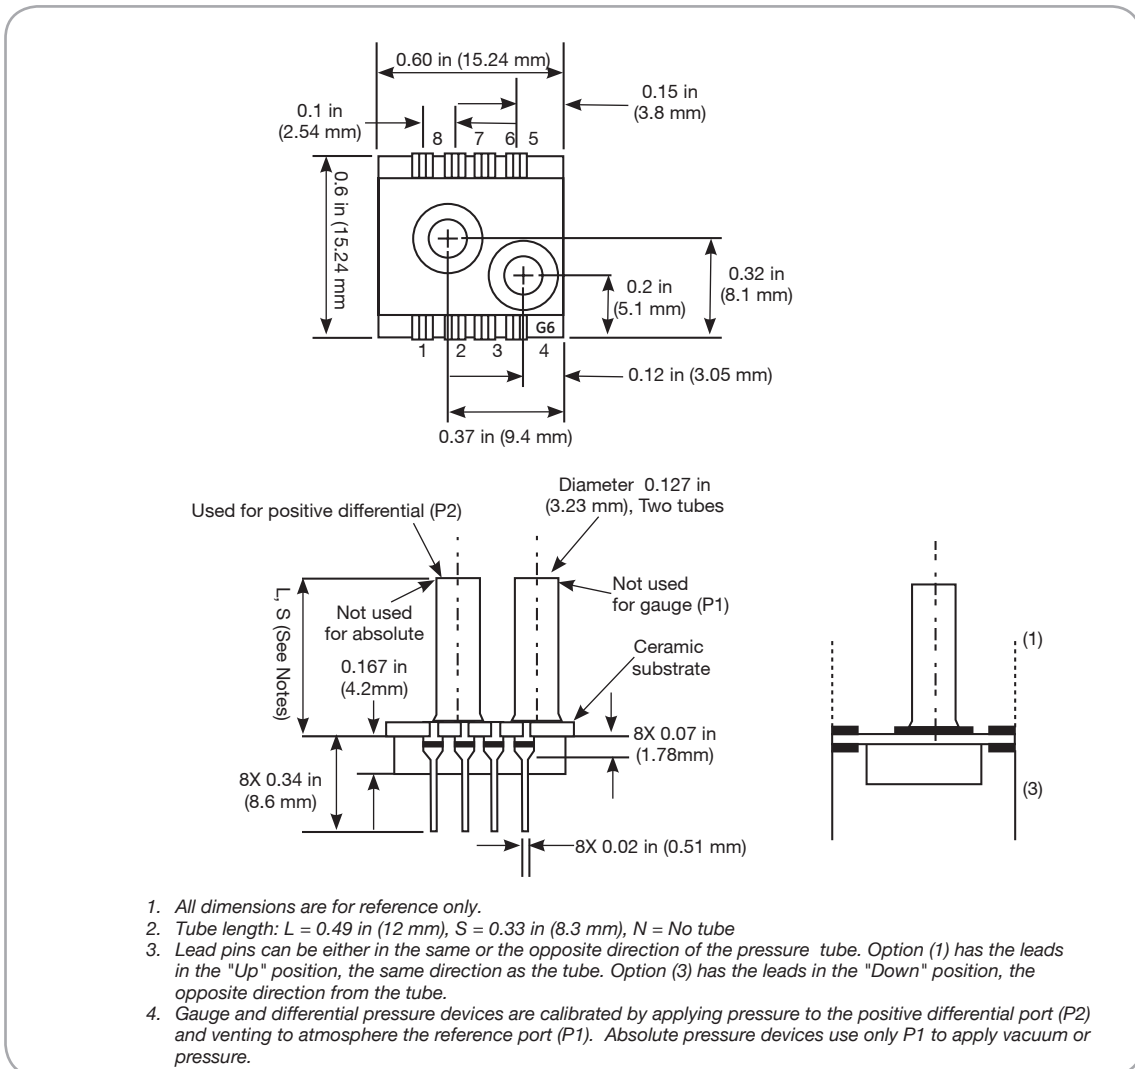 0.60 in (15.24 mm)
0.15 in
(3.8 mm)
0.1 in
(2.54 mm)
8 7 6 5
0.6 in (15.24 mm
0.32 in
(8.1 mm)
0.2 in
(5.1 mm)
G6
1 2 3 4
0.12 in (3.05 mm)
0.37 in (9.4 mm)
Diameter 0.127 in
(3.23 mm), Two tubes
Used for positive differential (P2)
Not used
for gauge (P1)
Not used
for absolute
L, S (See Notes)
Ceramic
substrate
0.167 in
(4.2mm)
8X 0.07 in
(1.78mm)
8X 0.34 in
(8.6 mm)
8X 0.02 in (0.51 mm)
(1)
(3)
1. All dimensions are for reference only.
2. Tube length: L = 0.49 in (12 mm), S = 0.33 in (8.3 mm), N = No tube
3. Lead pins can be either in the same or the opposite direction of the pressure tube. Option (1) has the leads
in the "Up" position, the same direction as the tube. Option (3) has the leads in the "Down" position, the
opposite direction from the tube.
4. Gauge and differential pressure devices are calibrated by applying pressure to the positive differential port (P2)
and venting to atmosphere the reference port (P1). Absolute pressure devices use only P1 to apply vacuum or
pressure.